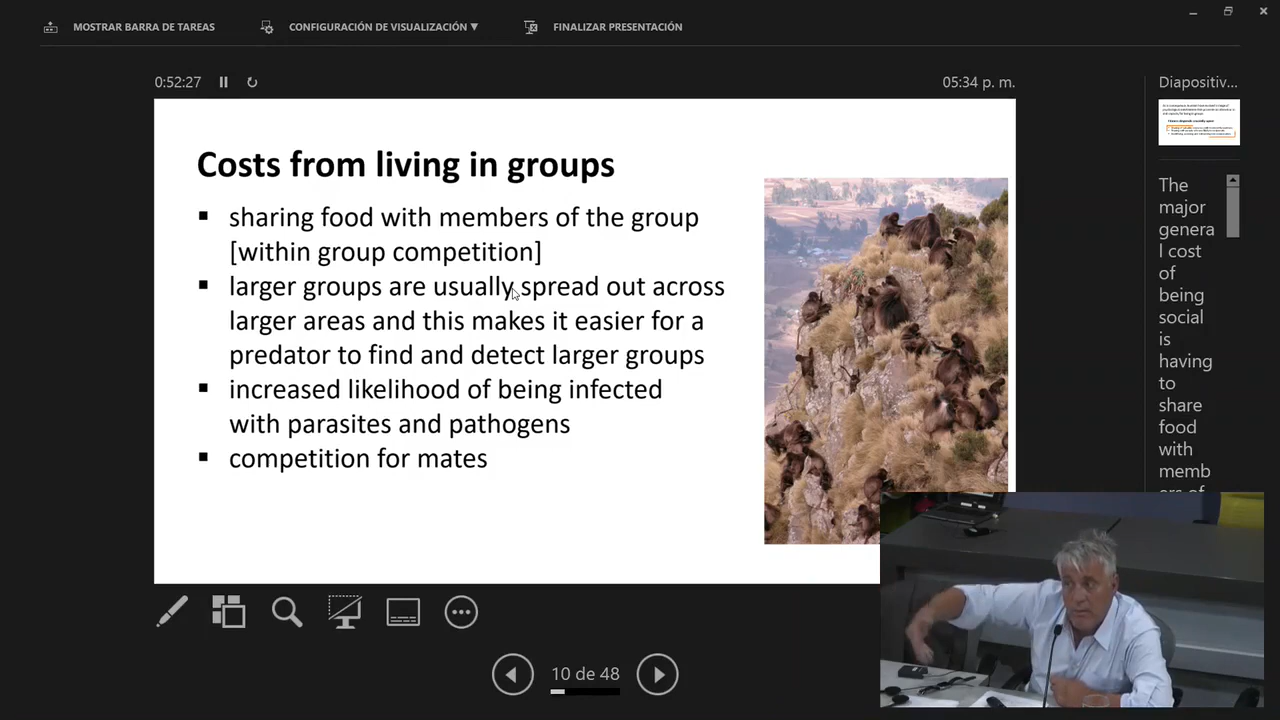 MOSTRAR BARRA DE TAREAS
CONFIGURACIÓN DE VISUALIZACIÓN ▼
FINALIZAR PRESENTACIÓN
0:52:27
05:34 p. m.
Diapositiv...
Costs from living in groups
▪ sharing food with members of the group
[within group competition]
▪ larger groups are usually spread out across
larger areas and this makes it easier for a
predator to find and detect larger groups
▪ increased likelihood of being infected
with parasites and pathogens
▪ competition for mates
The
major
genera
l cost
of
being
social
is
having
to
share
food
with
memb
10 de 48